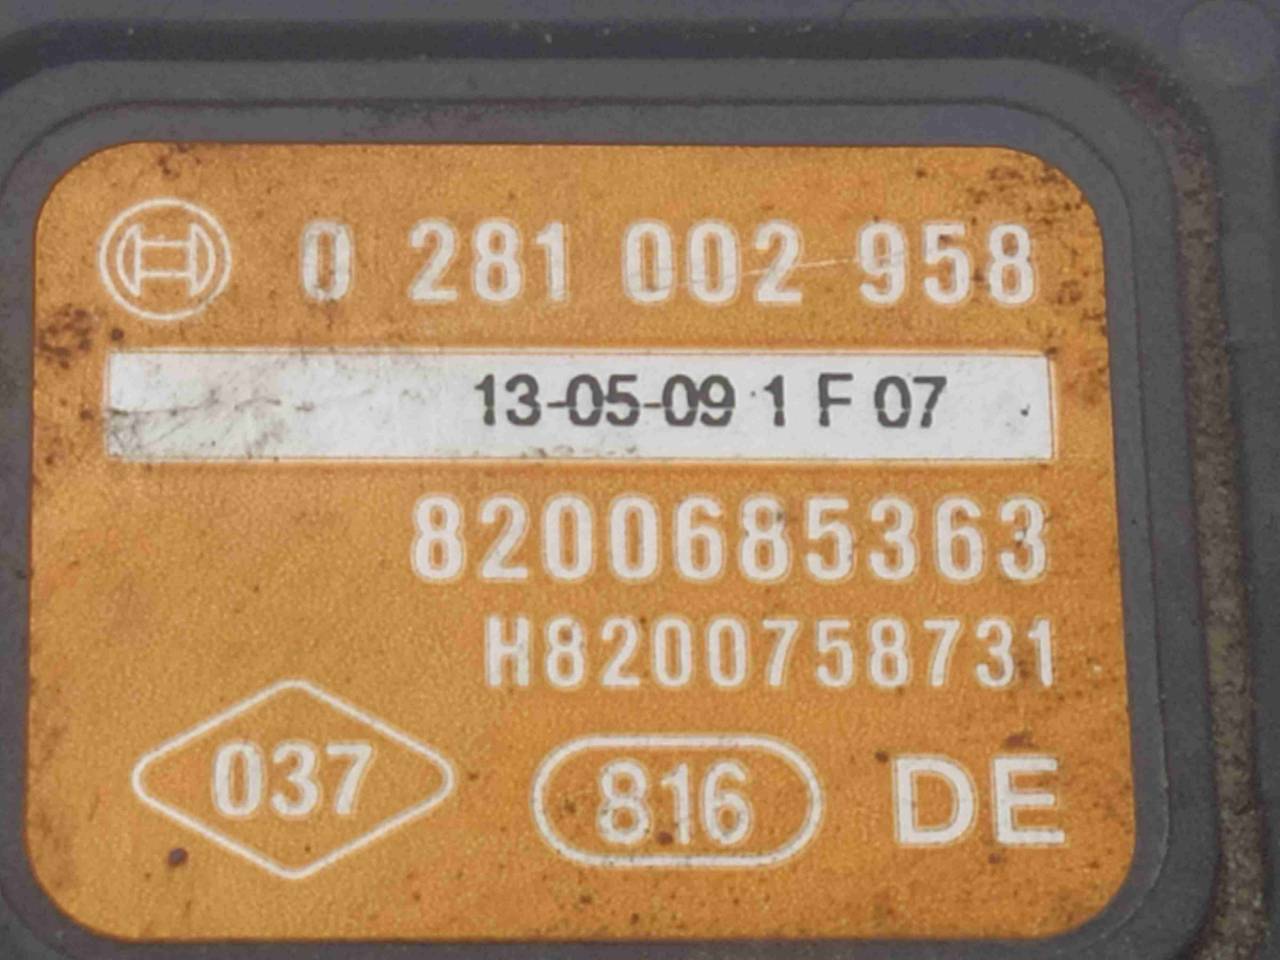 0 281 002 958
13-05-09 1 F 07
8200685363
H8200758731
037 816 DE